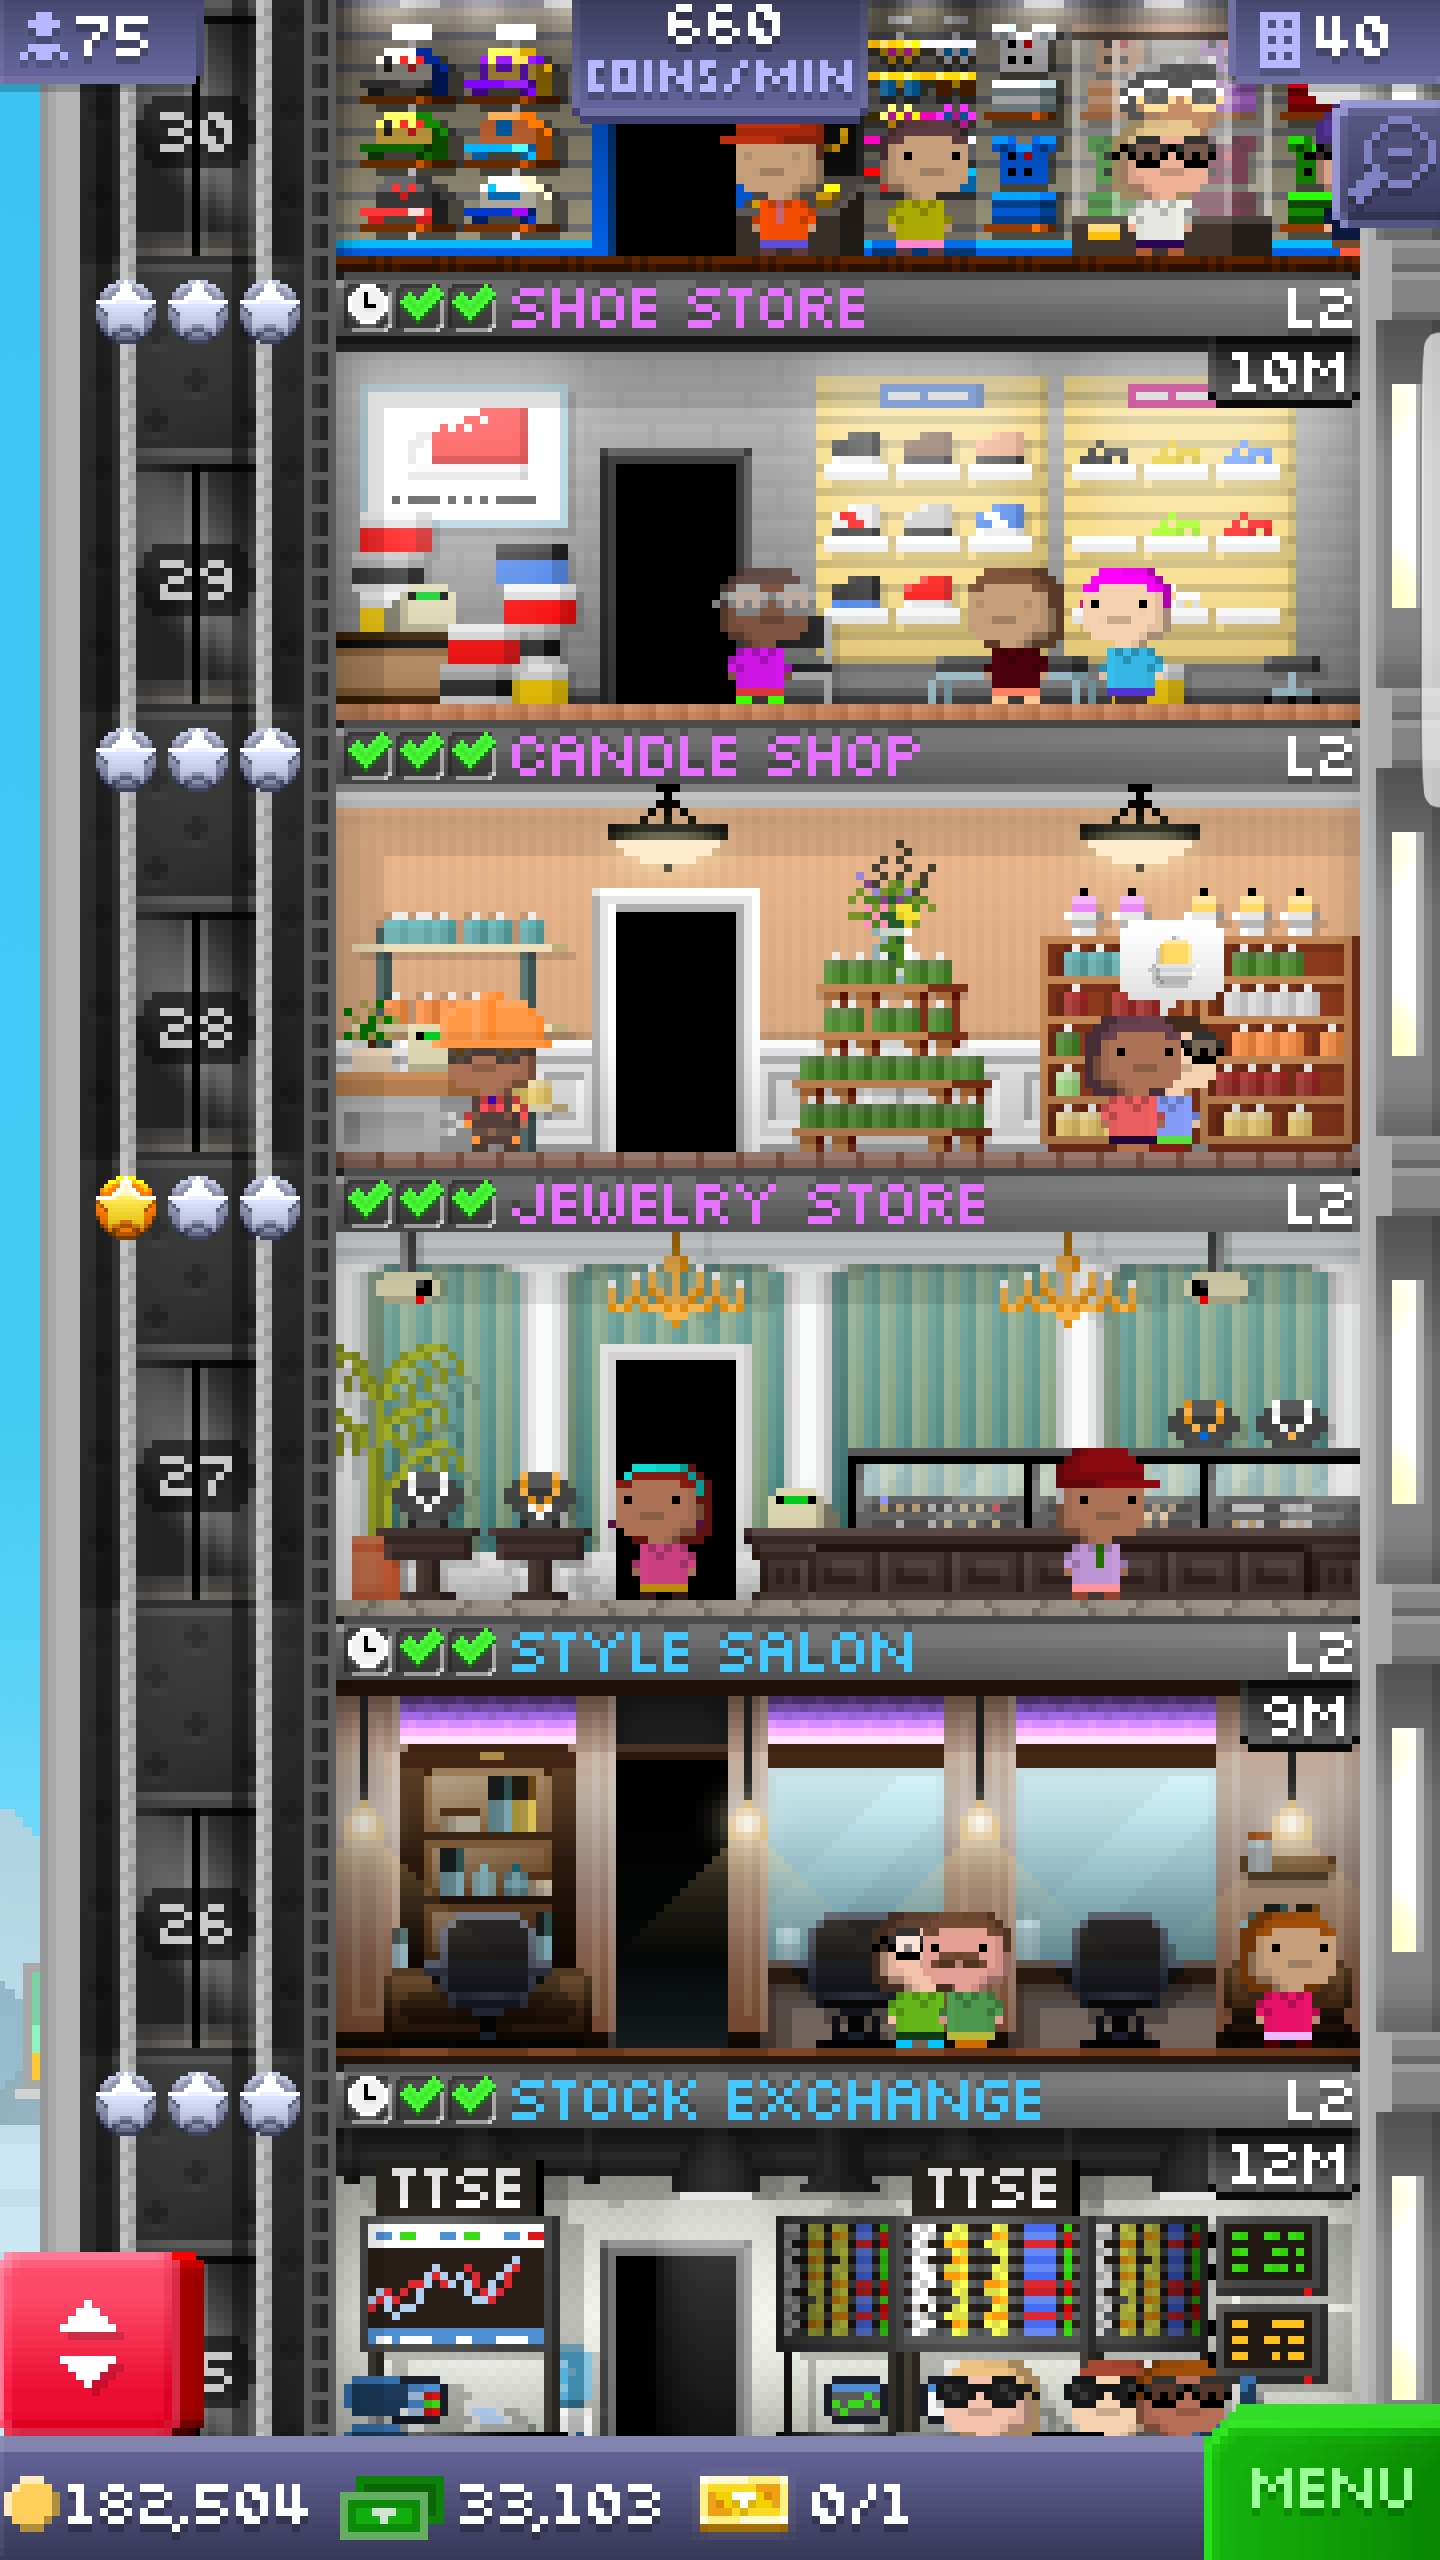 75
660
COINS/MIN
40
30
SHOE STORE L2
10M
29
CANDLE SHOP L2
28
JEWELRY STORE L2
27
STYLE SALON L2
9M
26
STOCK EXCHANGE L2
12M
TTSE TTSE
5
182,504 33,103 0/1
MENU